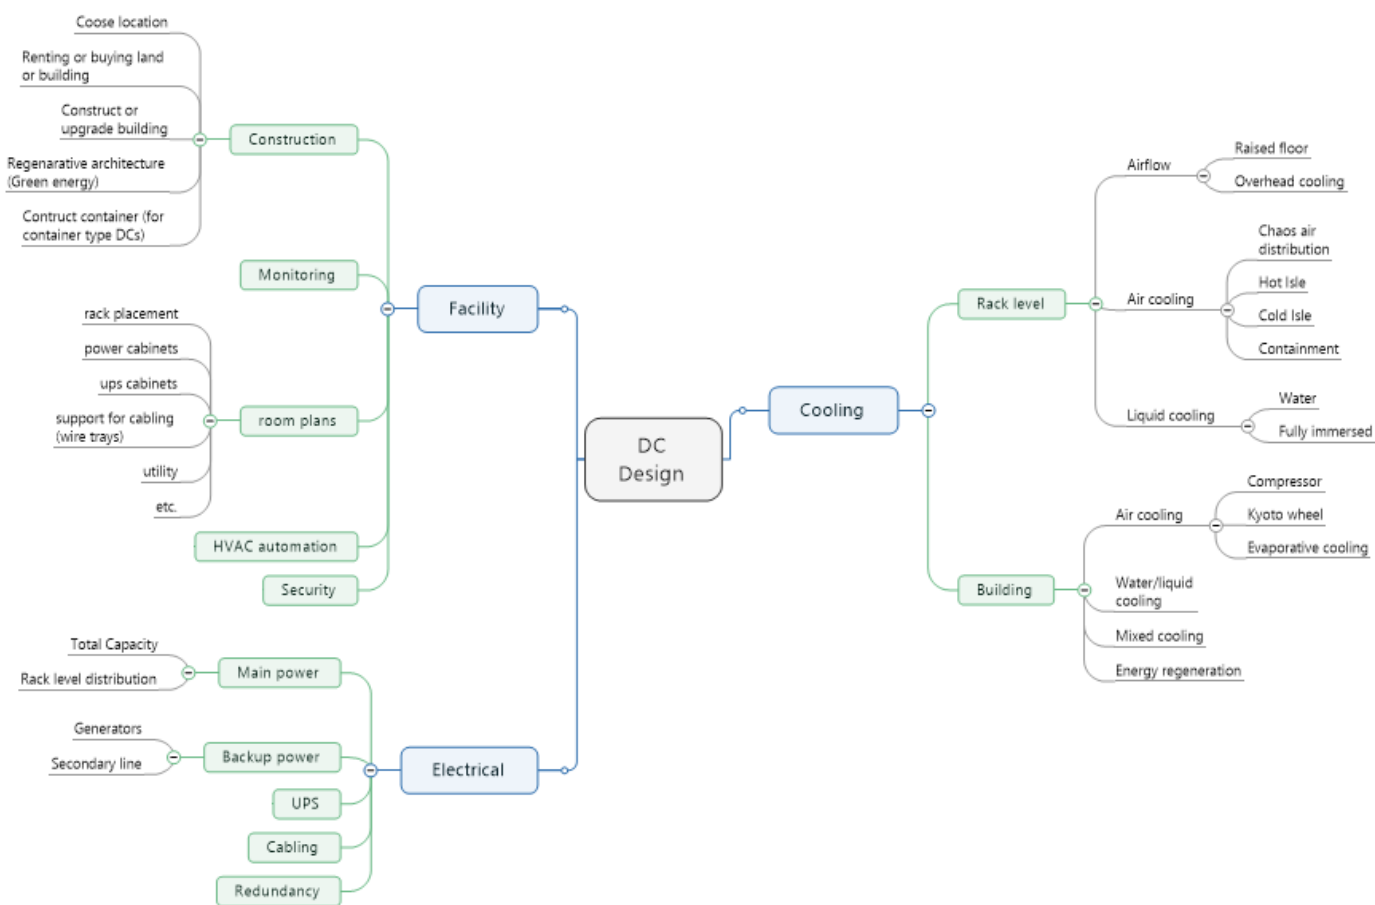 Coose location
Renting or buying land
or building
Construct or
upgrade building
Regenarative architecture
(Green energy)
Contruct container (for
container type DCs)
Construction
Monitoring
rack placement
power cabinets
ups cabinets
support for cabling
(wire trays)
utility
etc.
room plans
HVAC automation
Security
Facility
Total Capacity
Rack level distribution
Main power
Generators
Secondary line
Backup power
UPS
Cabling
Redundancy
Electrical
DC
Design
Cooling
Rack level
Airflow
Raised floor
Overhead cooling
Air cooling
Chaos air
distribution
Hot Isle
Cold Isle
Containment
Liquid cooling
Water
Fully immersed
Building
Air cooling
Compressor
Kyoto wheel
Evaporative cooling
Water/liquid
cooling
Mixed cooling
Energy regeneration